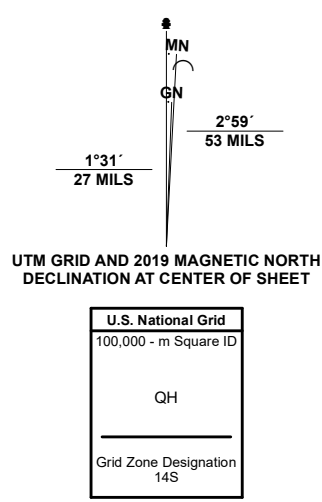 MN
GN
2°59´
53 MILS
1°31´
27 MILS
UTM GRID AND 2019 MAGNETIC NORTH
DECLINATION AT CENTER OF SHEET
U.S. National Grid
100,000 - m Square ID
QH
Grid Zone Designation
14S